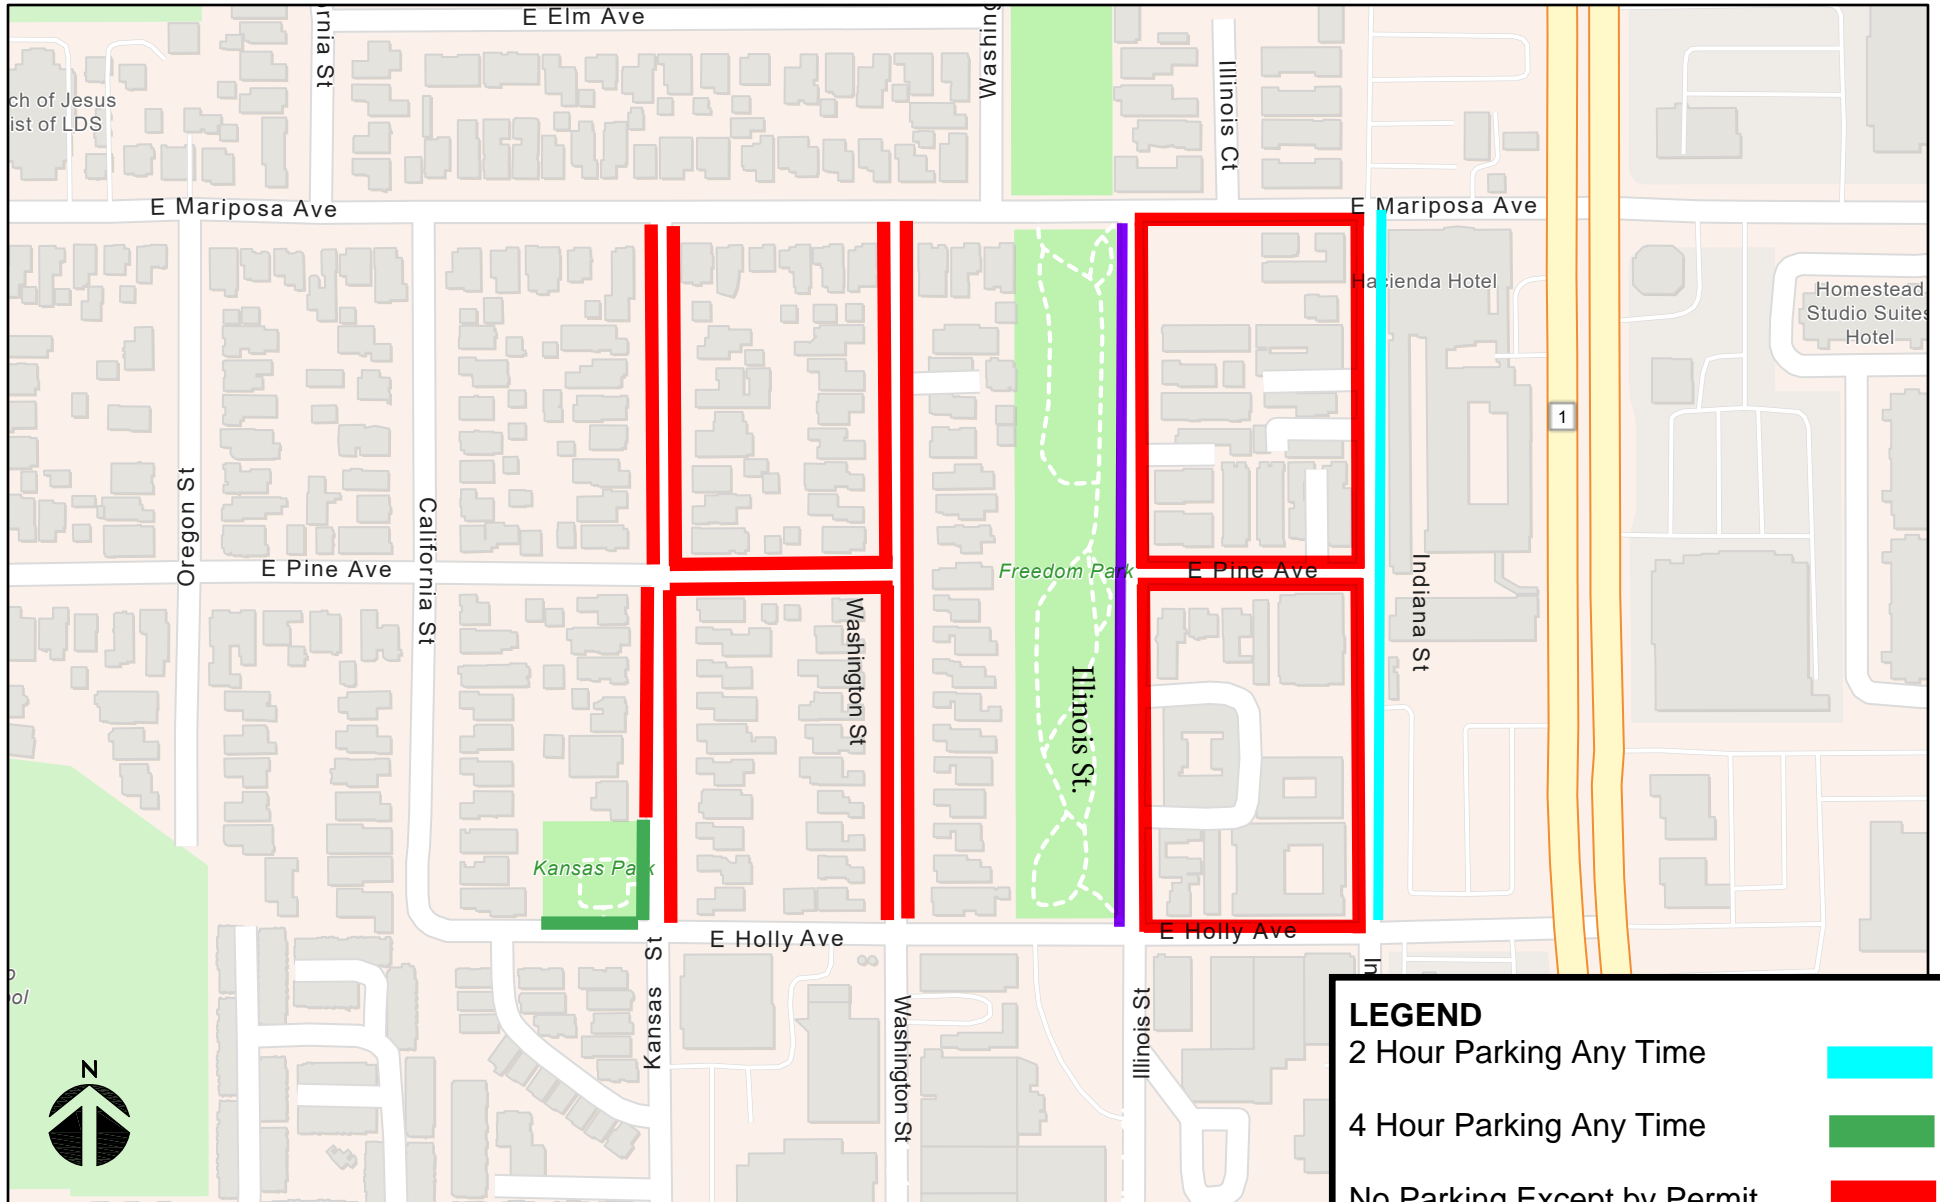 E Elm Ave
rnia St
Washing
Illinois Ct
ch of Jesus
ist of LDS
E Mariposa Ave
E Mariposa Ave
Hacienda Hotel
Homestead
Studio Suites
Hotel
1
Oregon St
California St
E Pine Ave
Freedom Park
E Pine Ave
Indiana St
Washington St
Illinois St.
Kansas Park
E Holly Ave
E Holly Ave
Kansas St
Washington St
Illinois St
In
ol
N
LEGEND
2 Hour Parking Any Time
4 Hour Parking Any Time
No Parking Except by Permit